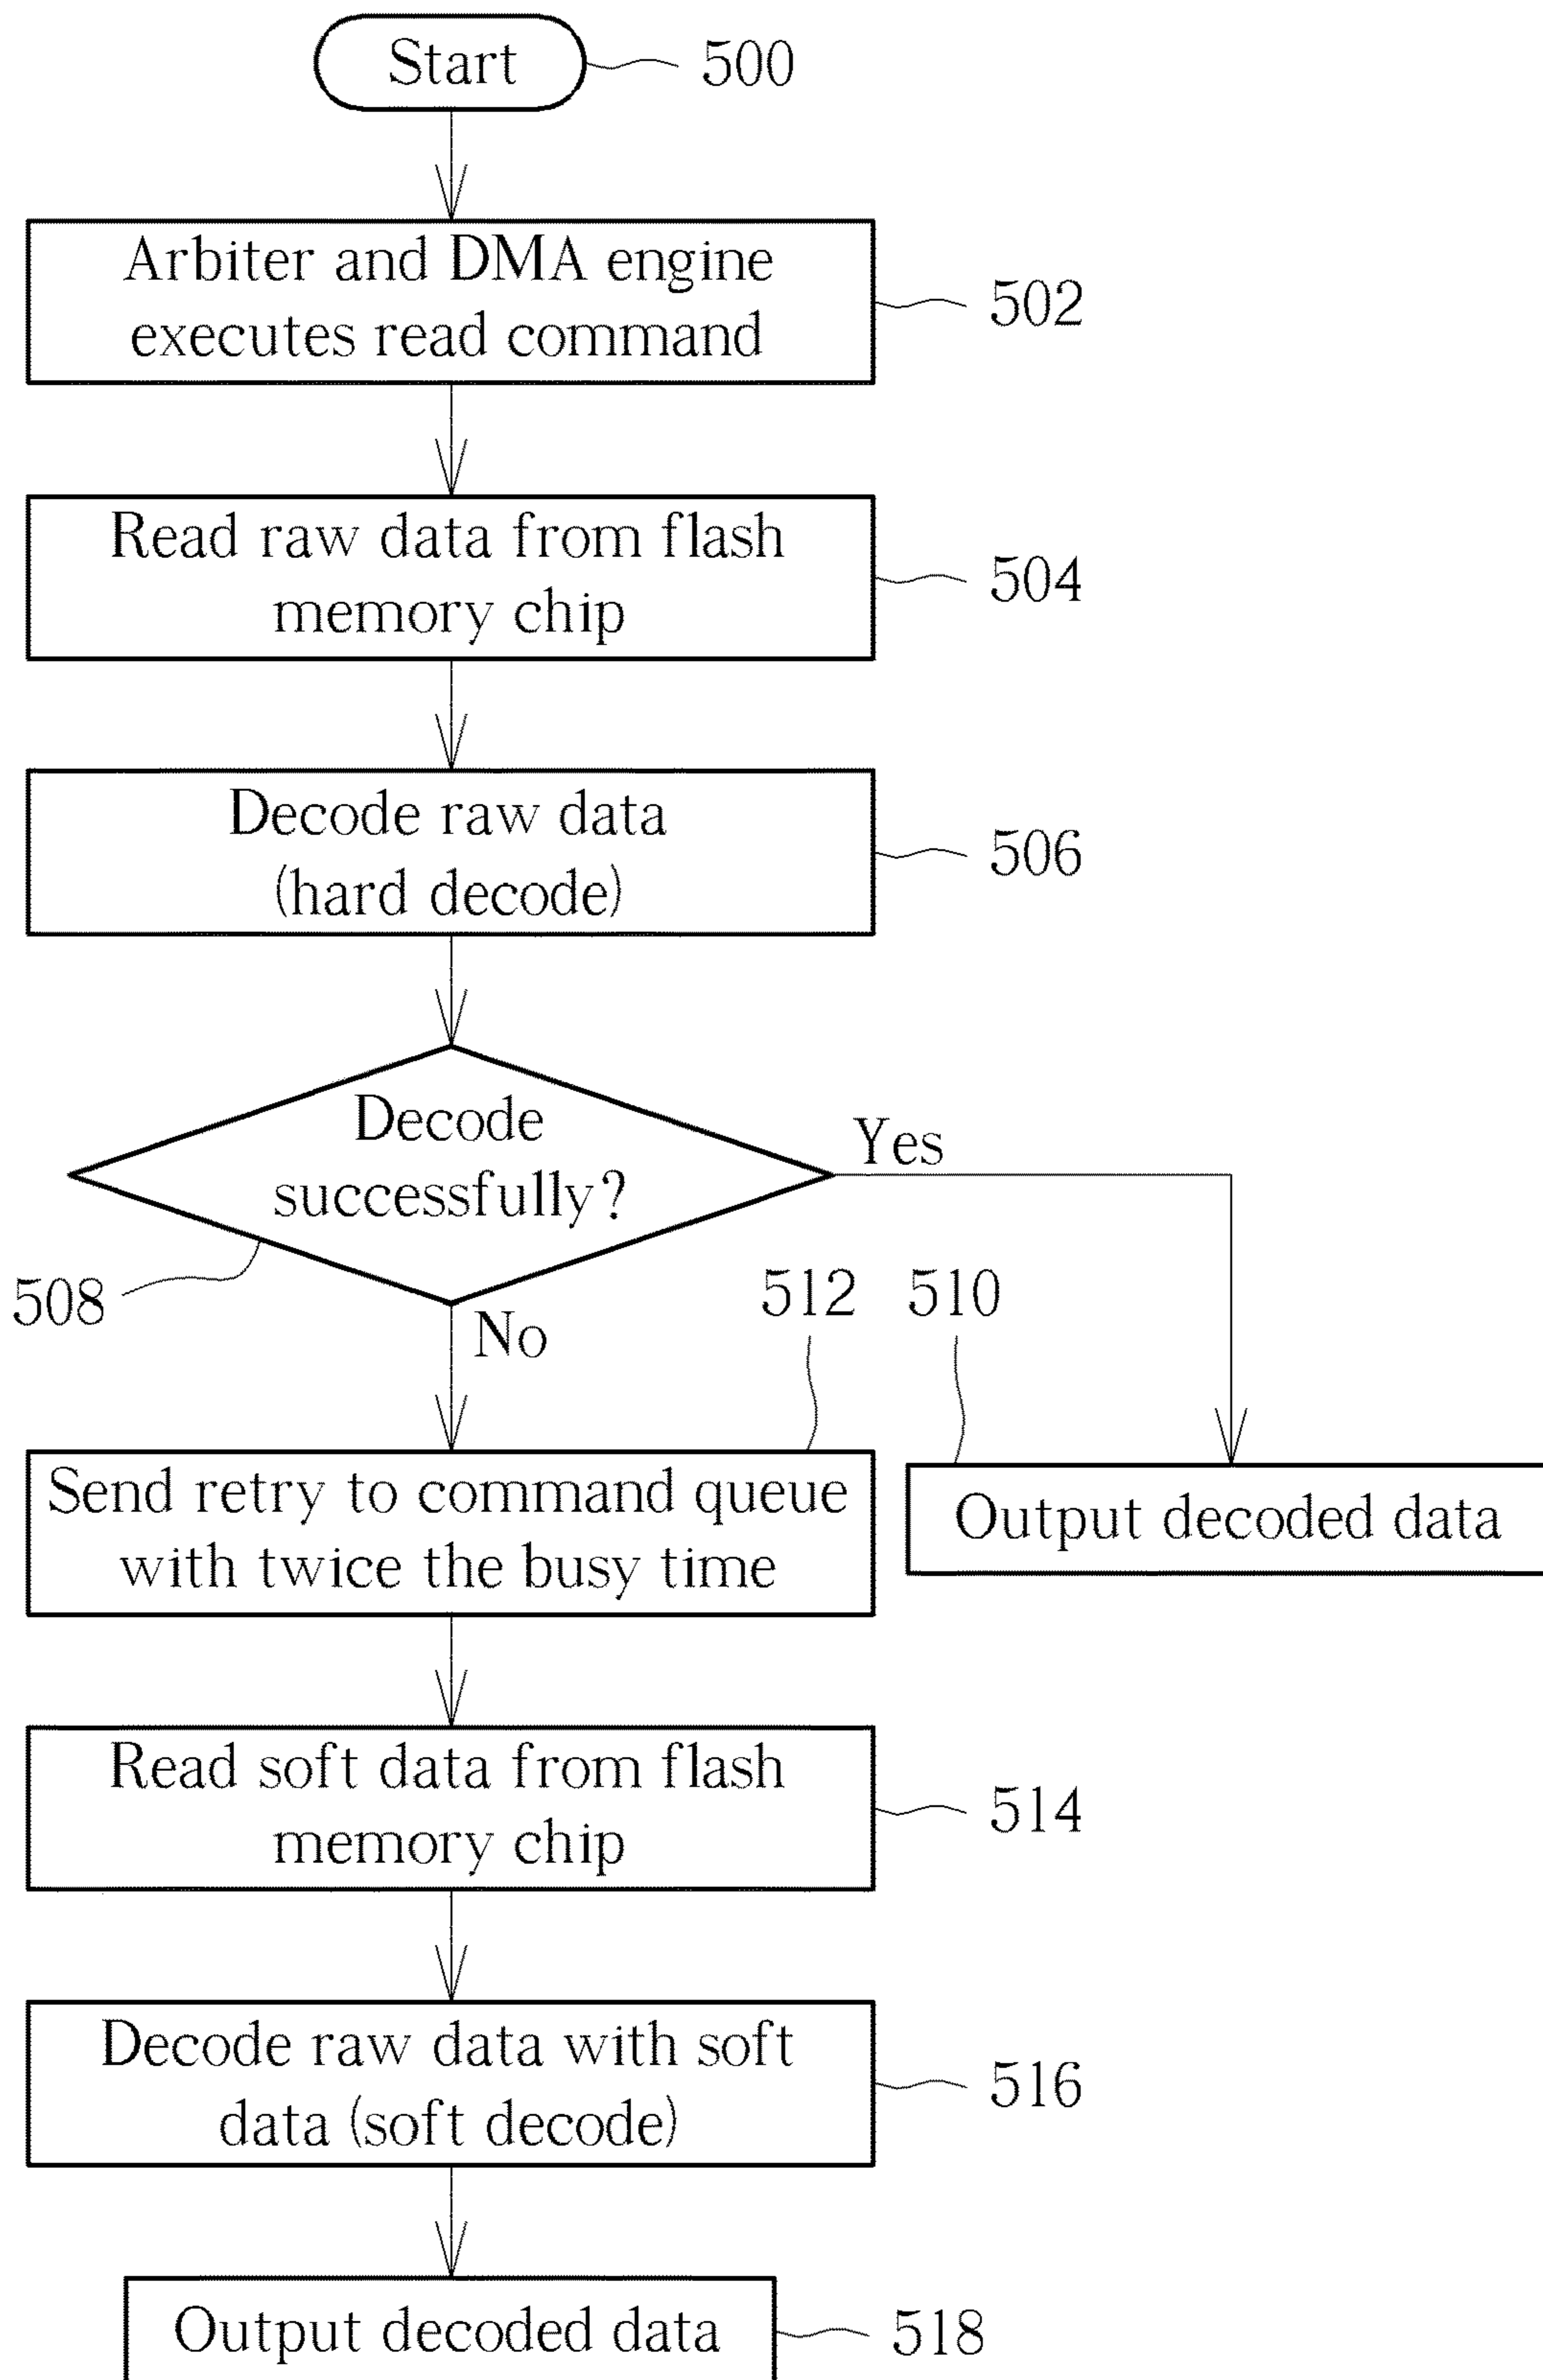 Start
500
Arbiter and DMA engine
executes read command
502
Read raw data from flash
memory chip
504
Decode raw data
(hard decode)
506
Decode
successfully?
Yes
508
No
512
510
Send retry to command queue
with twice the busy time
Output decoded data
Read soft data from flash
memory chip
514
Decode raw data with soft
data (soft decode)
516
Output decoded data
518